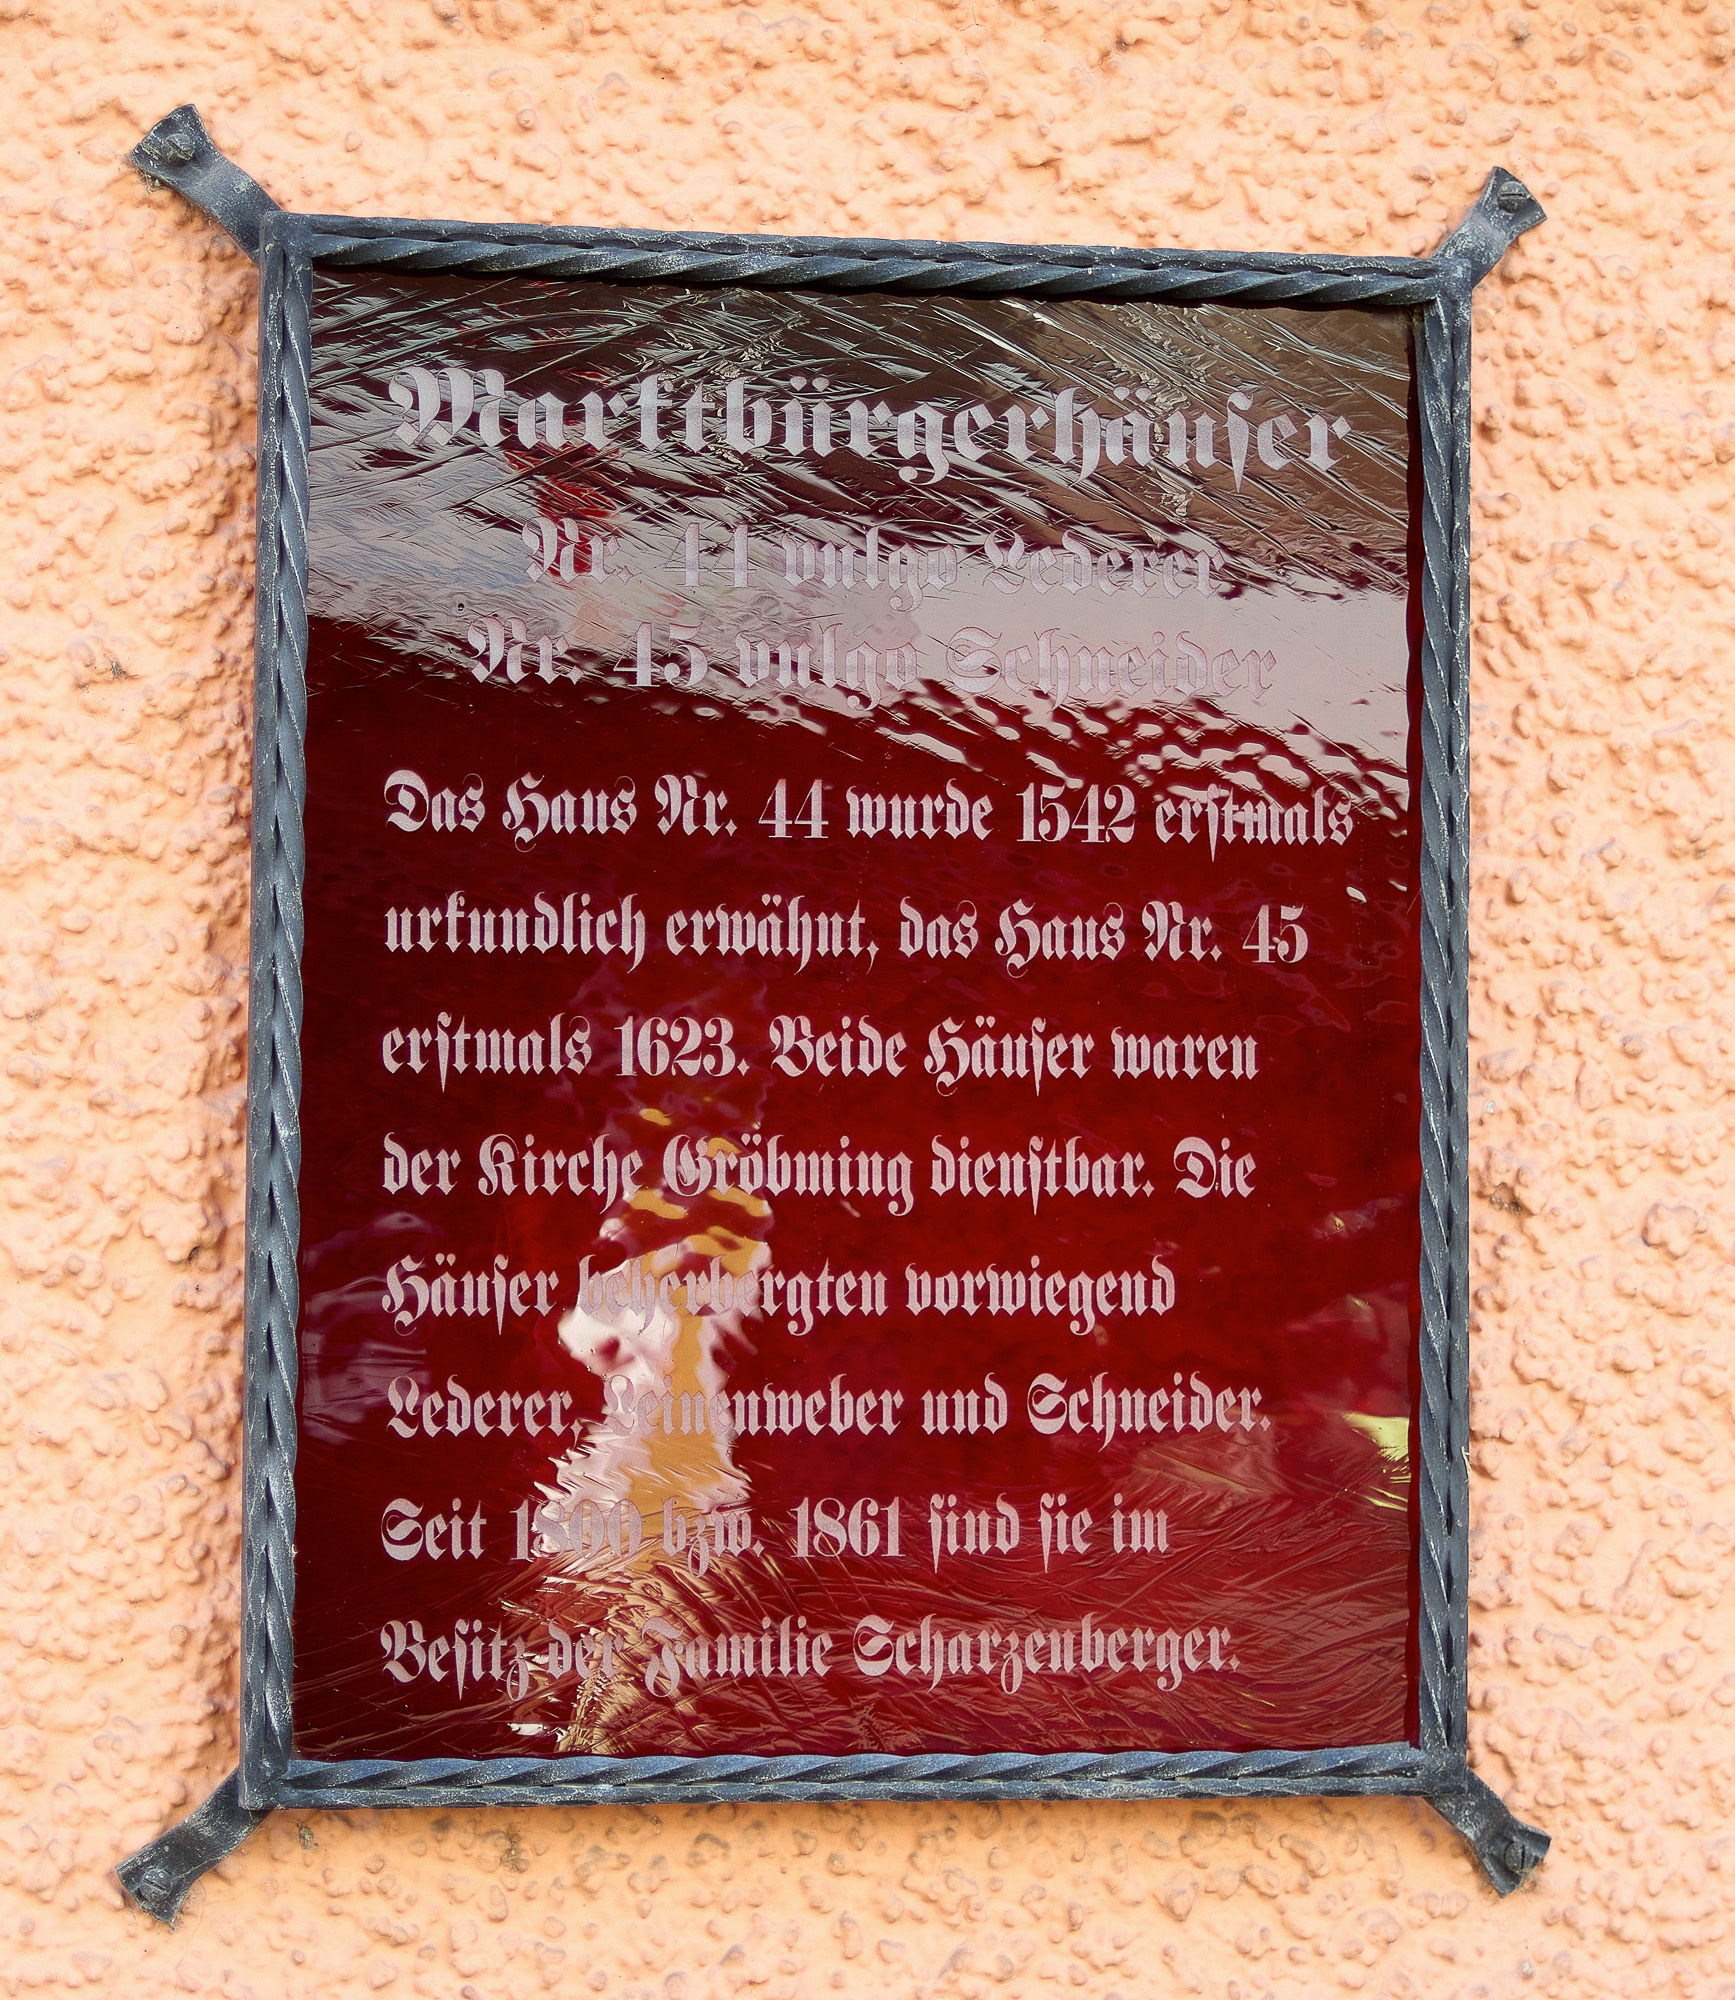 Marktbürgerhäuser
Nr. 44 vulgo Lederer
Nr. 45 vulgo Schneider
Das Haus Nr. 44 wurde 1542 erſtmals
urkundlich erwähnt, das Haus Nr. 45
erſtmals 1623. Beide Häuſer waren
der Kirche Gröbming dienſtbar. Die
Häuſer beherbergten vorwiegend
Lederer, Leinenweber und Schneider.
Seit 1800 bzw. 1861 ſind ſie im
Beſitz der Familie Scharzenberger.